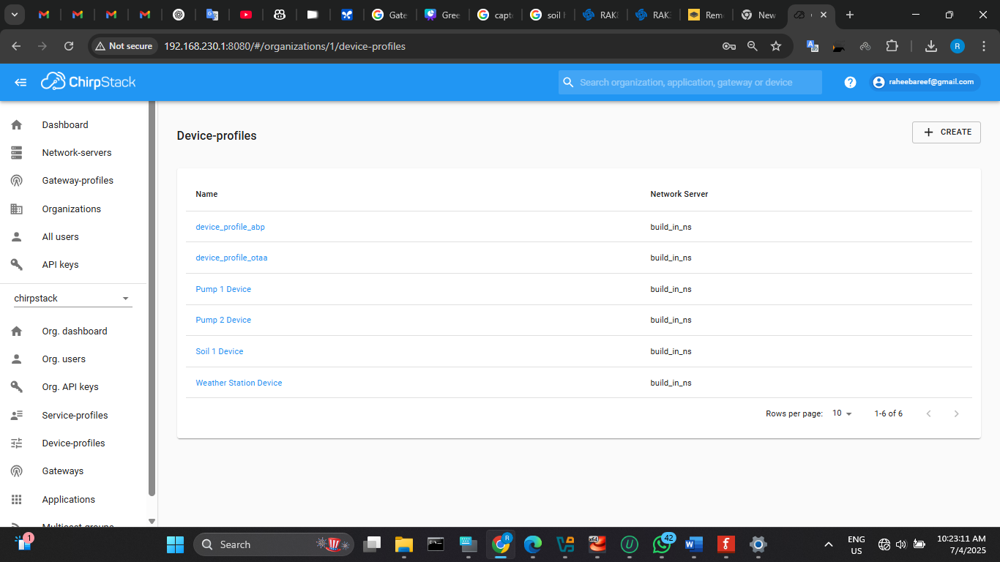 Gate
Gree
capt
soil
RAK
RAK
Rem
New
Not secure
192.168.230.1:8080/#/organizations/1/device-profiles
R
ChirpStack
Search organization, application, gateway or device
raheebareef@gmail.com
Dashboard
Network-servers
Gateway-profiles
Organizations
All users
API keys
chirpstack
Org. dashboard
Org. users
Org. API keys
Service-profiles
Device-profiles
Gateways
Applications
Device-profiles
CREATE
Name
Network Server
device_profile_abp
build_in_ns
device_profile_otaa
build_in_ns
Pump 1 Device
build_in_ns
Pump 2 Device
build_in_ns
Soil 1 Device
build_in_ns
Weather Station Device
build_in_ns
Rows per page: 10
1-6 of 6
1
Search
R
42
ENG
US
10:23:11 AM
7/4/2025